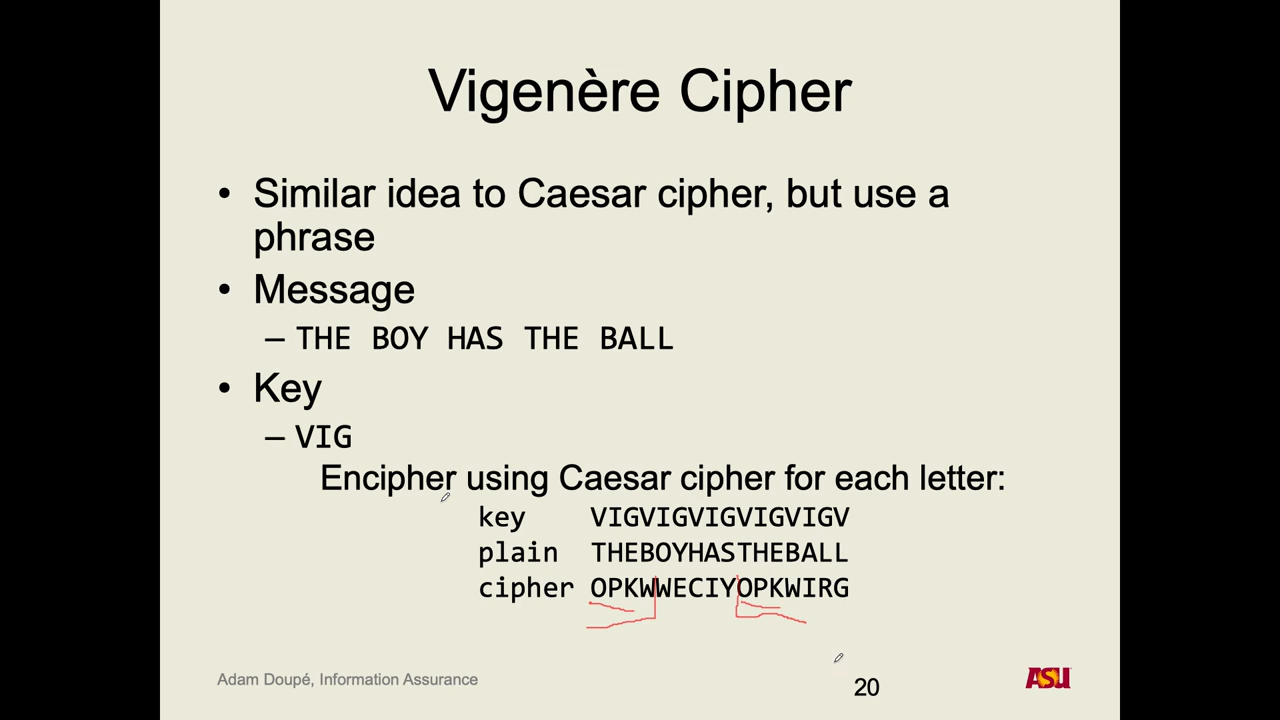 Vigenère Cipher
• Similar idea to Caesar cipher, but use a
phrase
• Message
– THE BOY HAS THE BALL
• Key
– VIG
Encipher using Caesar cipher for each letter:
key VIGVIGVIGVIGVIGV
plain THEBOYHASTHEBALL
cipher OPKWWECIYOPKWIRG
Adam Doupé, Information Assurance
20
ASU